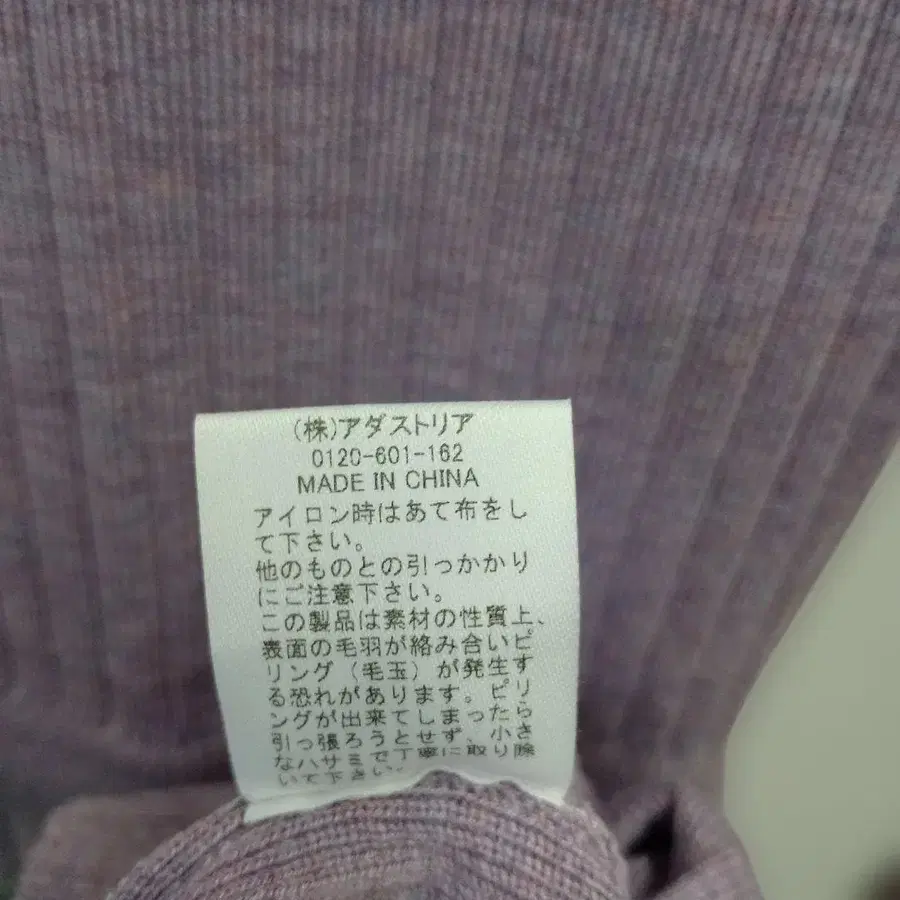 (株)アダストリア
0120-601-162
MADE IN CHINA
アイロン時はあて布をし
て下さい。
他のものとの引っかかり
にご注意下さい。
この製品は素材の性質上、
表面の毛羽が絡み合いピ
リング（毛玉）が発生す
る恐れがあります。ピリ
ングが出来てしまったら
引っ張ろうとせず、小さ
なハサミで丁寧に取り除
いて下さい。